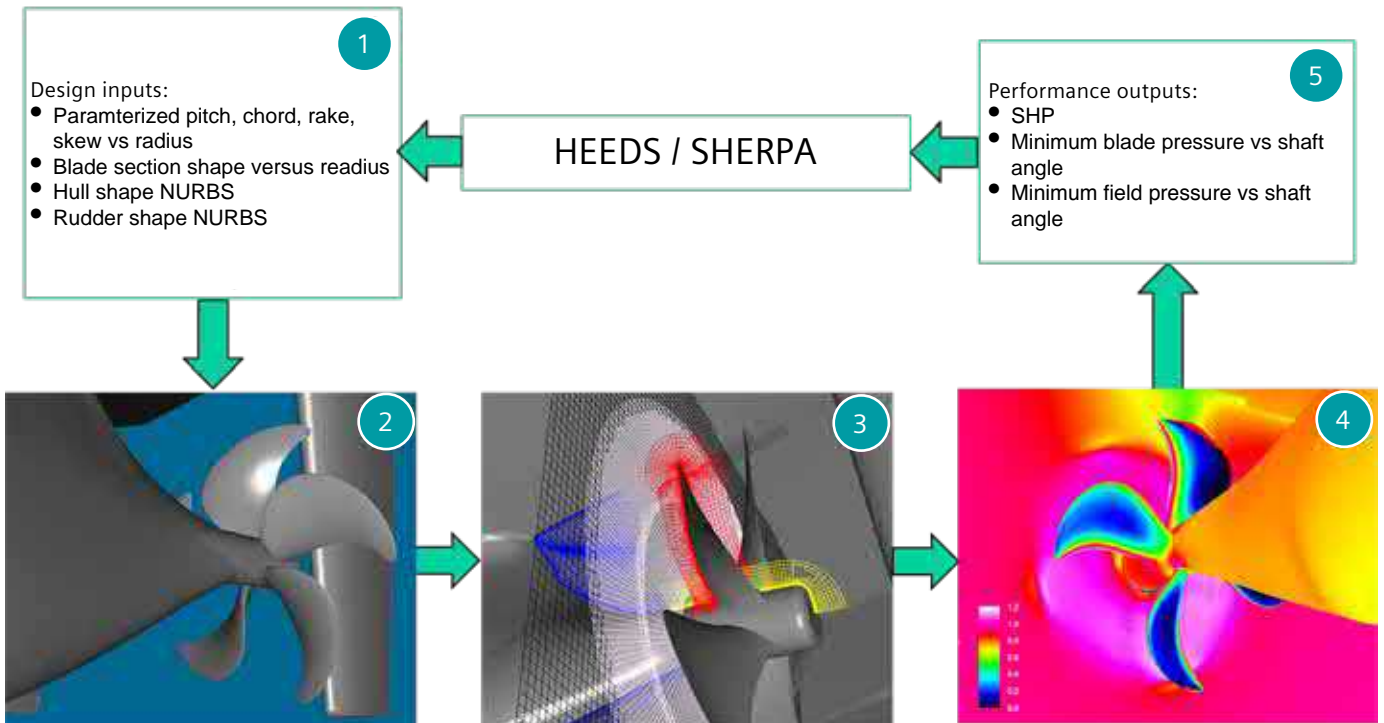 1
Design inputs:
● Paramterized pitch, chord, rake,
skew vs radius
● Blade section shape versus readius
● Hull shape NURBS
● Rudder shape NURBS
HEEDS / SHERPA
5
Performance outputs:
● SHP
● Minimum blade pressure vs shaft
angle
● Minimum field pressure vs shaft
angle
2
3
4